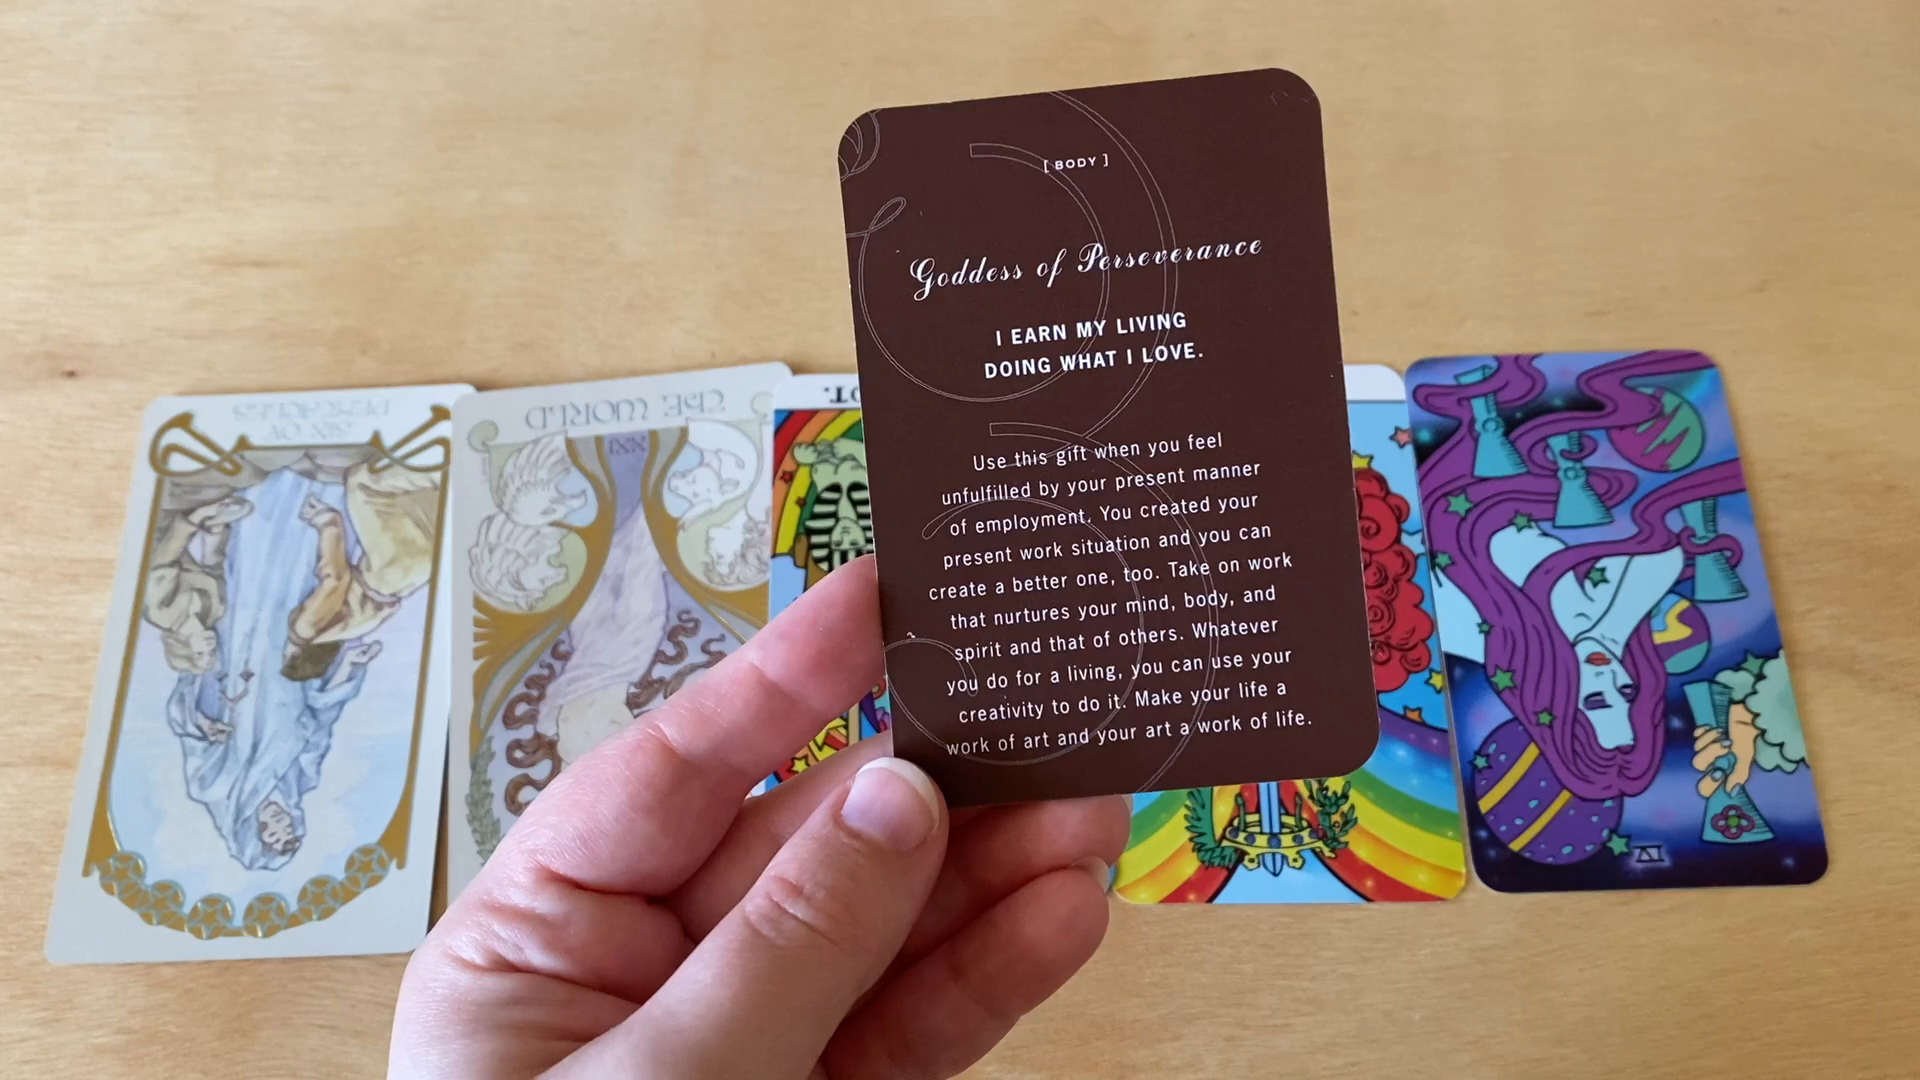 [ BODY ]
Goddess of Perseverance
I EARN MY LIVING
DOING WHAT I LOVE.
Use this gift when you feel
unfulfilled by your present manner
of employment. You created your
present work situation and you can
create a better one, too. Take on work
that nurtures your mind, body, and
spirit and that of others. Whatever
you do for a living, you can use your
creativity to do it. Make your life a
work of art and your art a work of life.
SIX OF
PENTACLES
THE WORLD
XXI
VI